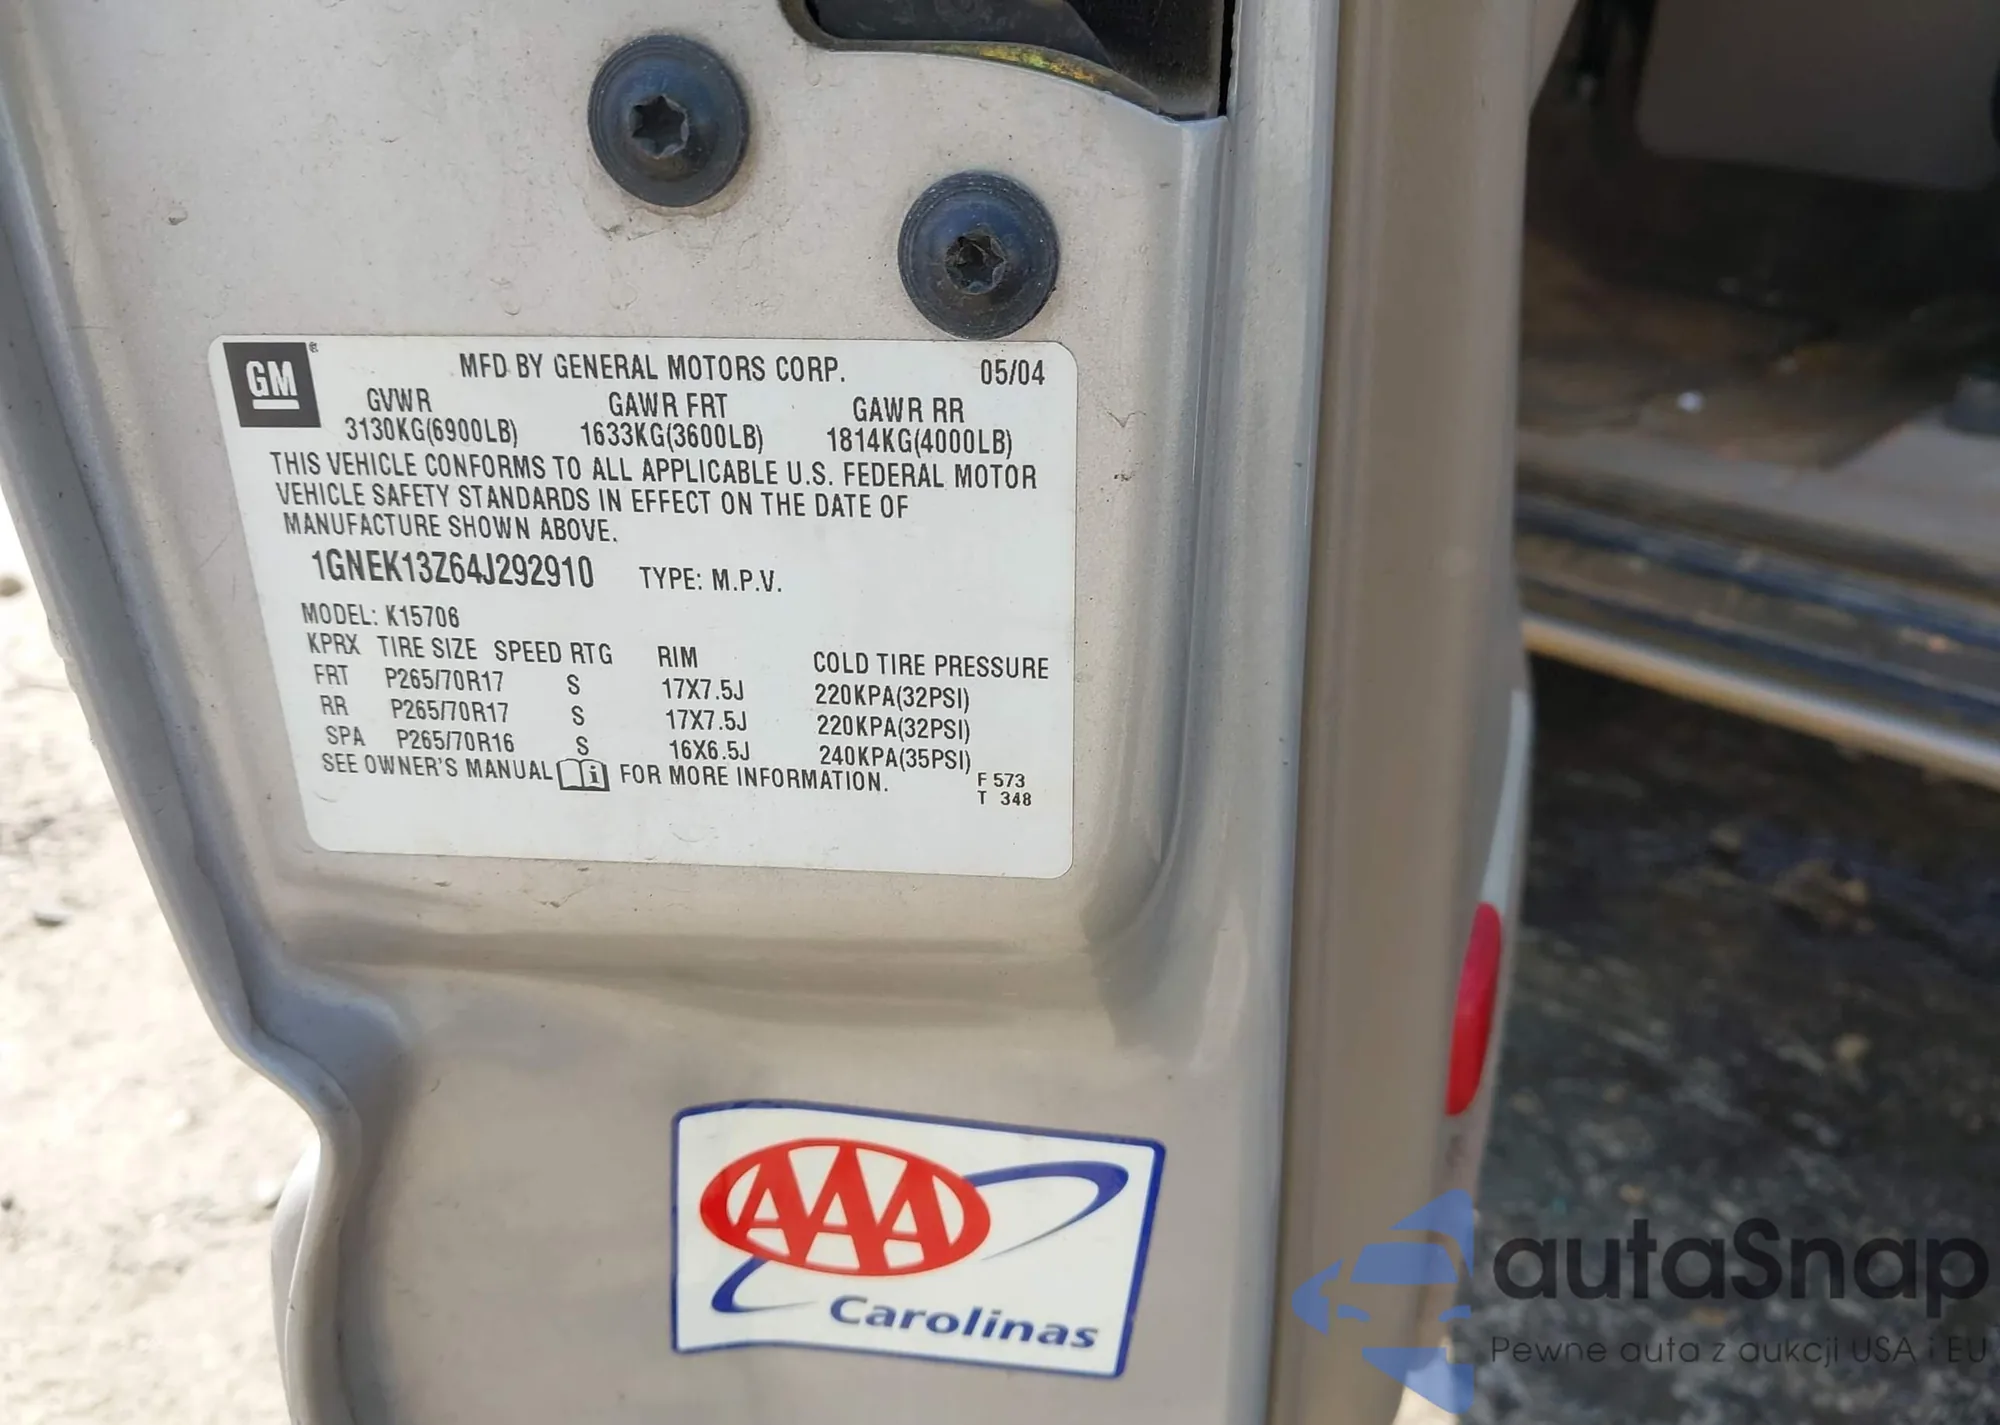 GM ®
MFD BY GENERAL MOTORS CORP. 05/04
GVWR GAWR FRT GAWR RR
3130KG(6900LB) 1633KG(3600LB) 1814KG(4000LB)
THIS VEHICLE CONFORMS TO ALL APPLICABLE U.S. FEDERAL MOTOR
VEHICLE SAFETY STANDARDS IN EFFECT ON THE DATE OF
MANUFACTURE SHOWN ABOVE.
1GNEK13Z64J292910 TYPE: M.P.V.
MODEL: K15706
KPRX TIRE SIZE SPEED RTG RIM COLD TIRE PRESSURE
FRT P265/70R17 S 17X7.5J 220KPA(32PSI)
RR P265/70R17 S 17X7.5J 220KPA(32PSI)
SPA P265/70R16 S 16X6.5J 240KPA(35PSI)
SEE OWNER'S MANUAL i FOR MORE INFORMATION. F 573
T 348
AAA
Carolinas
autaSnap
Pewne auta z aukcji USA i EU